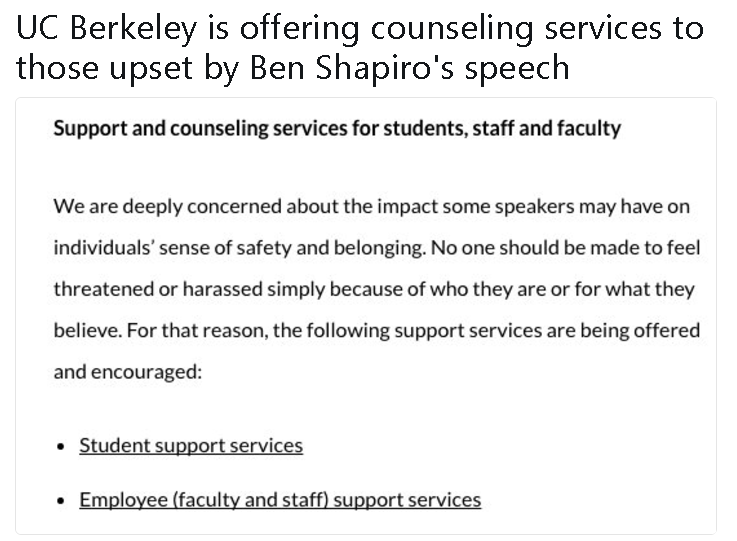 UC Berkeley is offering counseling services to
those upset by Ben Shapiro's speech
Support and counseling services for students, staff and faculty
We are deeply concerned about the impact some speakers may have on
individuals' sense of safety and belonging. No one should be made to feel
threatened or harassed simply because of who they are or for what they
believe. For that reason, the following support services are being offered
and encouraged:
• Student support services
• Employee (faculty and staff) support services